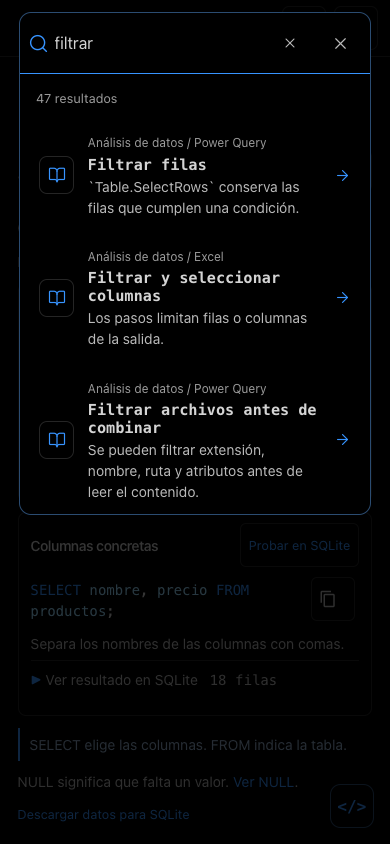 filtrar
47 resultados
Análisis de datos / Power Query
Filtrar filas
`Table.SelectRows` conserva las
filas que cumplen una condición.
Análisis de datos / Excel
Filtrar y seleccionar
columnas
Los pasos limitan filas o columnas
de la salida.
Análisis de datos / Power Query
Filtrar archivos antes de
combinar
Se pueden filtrar extensión,
nombre, ruta y atributos antes de
leer el contenido.
Columnas concretas
Probar en SQLite
SELECT nombre, precio FROM
productos;
Separa los nombres de las columnas con comas.
Ver resultado en SQLite 18 filas
SELECT elige las columnas. FROM indica la tabla.
NULL significa que falta un valor. Ver NULL.
Descargar datos para SQLite
</>